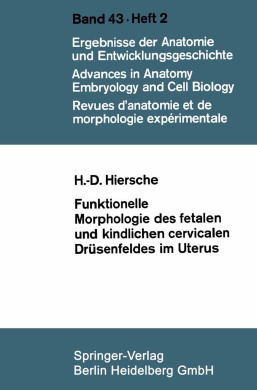 Band 43 · Heft 2
Ergebnisse der Anatomie
und Entwicklungsgeschichte
Advances in Anatomy
Embryology and Cell Biology
Revues d'anatomie et de
morphologie expérimentale
H.-D. Hiersche
Funktionelle
Morphologie des fetalen
und kindlichen cervicalen
Drüsenfeldes im Uterus
Springer-Verlag
Berlin Heidelberg GmbH